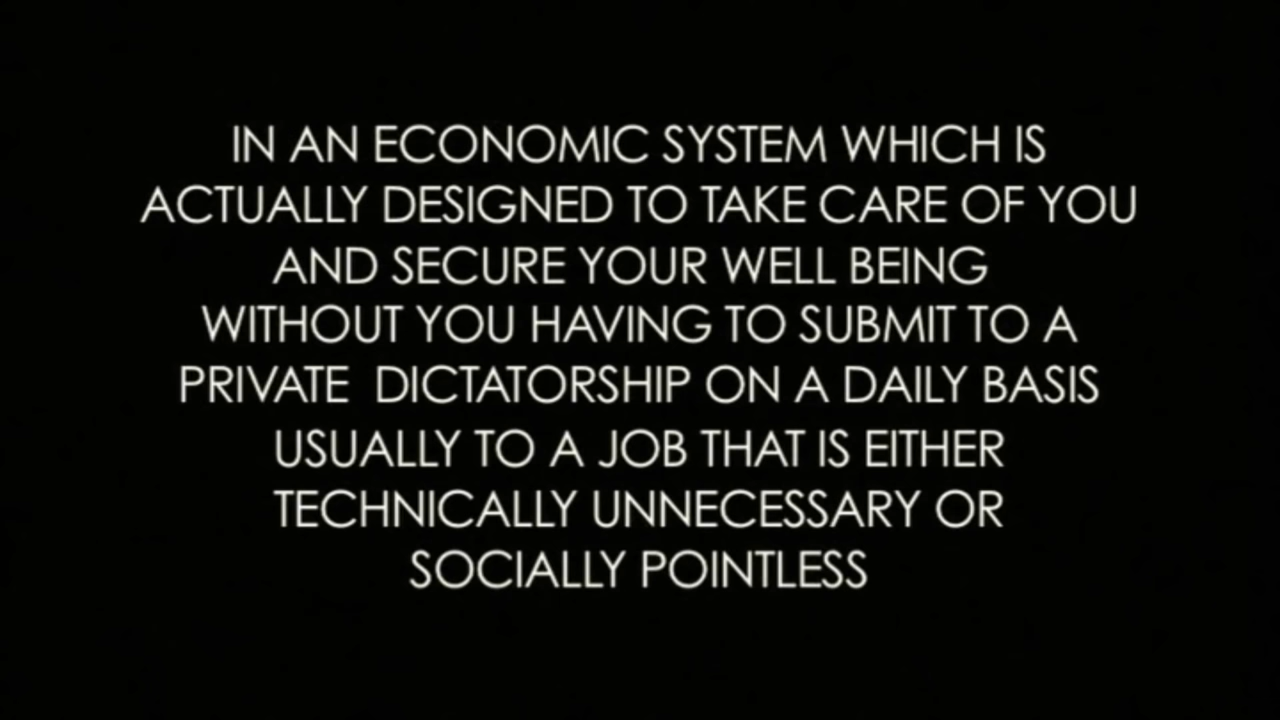 IN AN ECONOMIC SYSTEM WHICH IS
ACTUALLY DESIGNED TO TAKE CARE OF YOU
AND SECURE YOUR WELL BEING
WITHOUT YOU HAVING TO SUBMIT TO A
PRIVATE DICTATORSHIP ON A DAILY BASIS
USUALLY TO A JOB THAT IS EITHER
TECHNICALLY UNNECESSARY OR
SOCIALLY POINTLESS